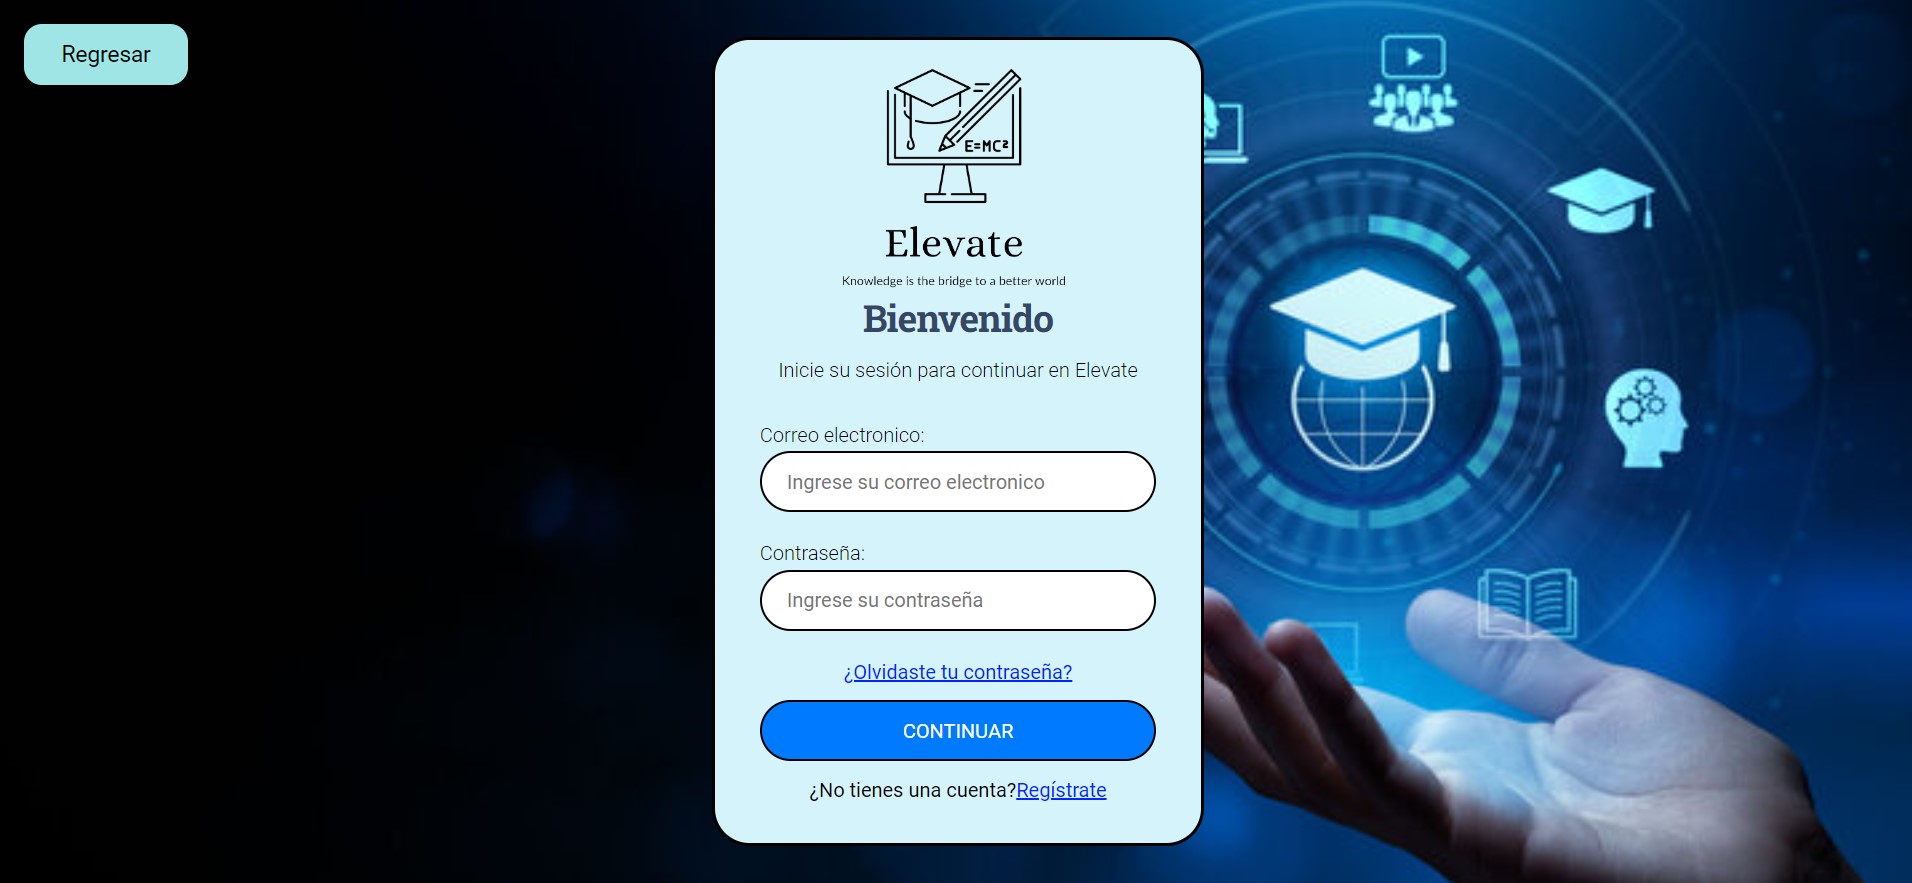 Regresar
E=MC²
Elevate
Knowledge is the bridge to a better world
Bienvenido
Inicie su sesión para continuar en Elevate
Correo electronico:
Ingrese su correo electronico
Contraseña:
Ingrese su contraseña
¿Olvidaste tu contraseña?
CONTINUAR
¿No tienes una cuenta?Regístrate